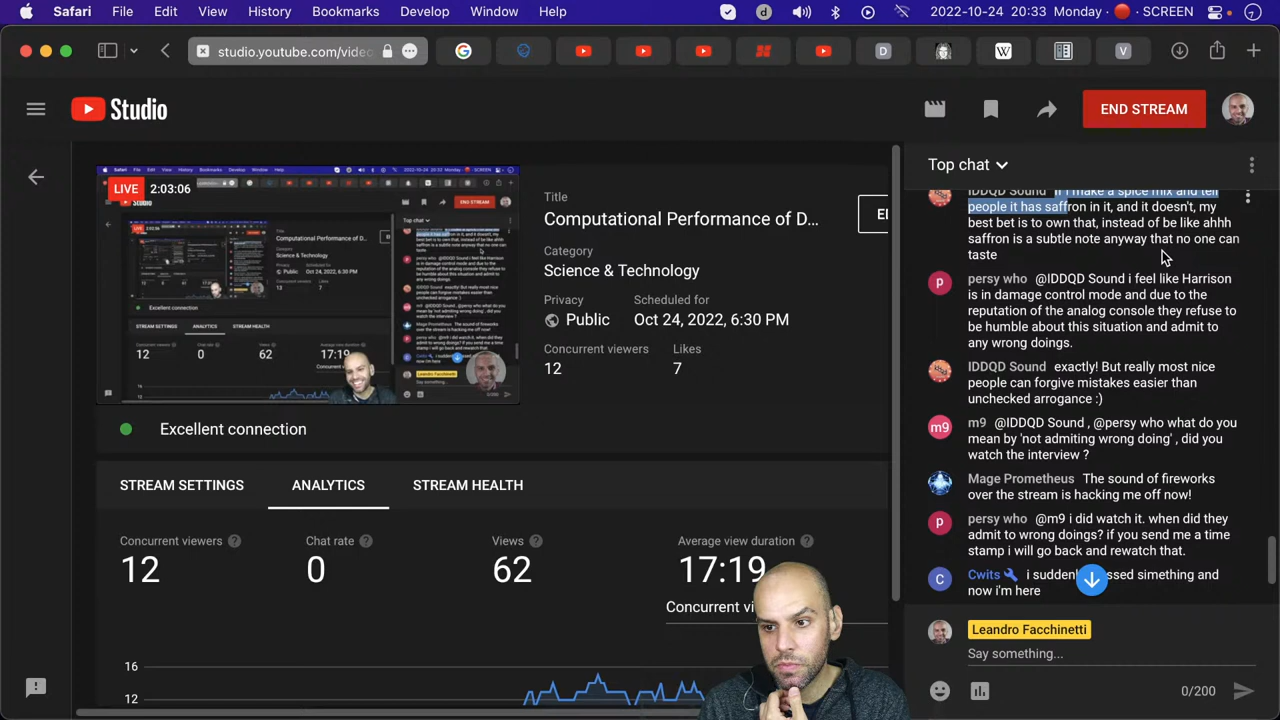 Safari File Edit View History Bookmarks Develop Window Help
d
2022-10-24 20:33 Monday
SCREEN
studio.youtube.com/vide
G
D
W
V
Studio
END STREAM
LIVE 2:03:06
Title
Computational Performance of D...
Category
Science & Technology
Privacy
Public
Scheduled for
Oct 24, 2022, 6:30 PM
Concurrent viewers
12
Likes
7
Excellent connection
STREAM SETTINGS ANALYTICS STREAM HEALTH
Concurrent viewers
12
Chat rate
0
Views
62
Average view duration
17:19
Concurrent vi
16
12
Top chat
IDDQD Sound If I make a spice mix and tell
people it has saffron in it, and it doesn't, my
best bet is to own that, instead of be like ahhh
saffron is a subtle note anyway that no one can
taste
p
persy who @IDDQD Sound
like Harrison
is in damage control mode and due to the
reputation of the analog console they refuse to
be humble about this situation and admit to
any wrong doings.
IDDQD Sound exactly! But really most nice
people can forgive mistakes easier than
unchecked arrogance :)
m9
m9 @IDDQD Sound , @persy who what do you
mean by 'not admiting wrong doing' , did you
watch the interview ?
Mage Prometheus The sound of fireworks
over the stream is hacking me off now!
p
persy who @m9 i did watch it. when did they
admit to wrong doings? if you send me a time
stamp i will go back and rewatch that.
C
Cwits i
ssed simething and
now i'm here
Leandro Facchinetti
Say something...
0/200